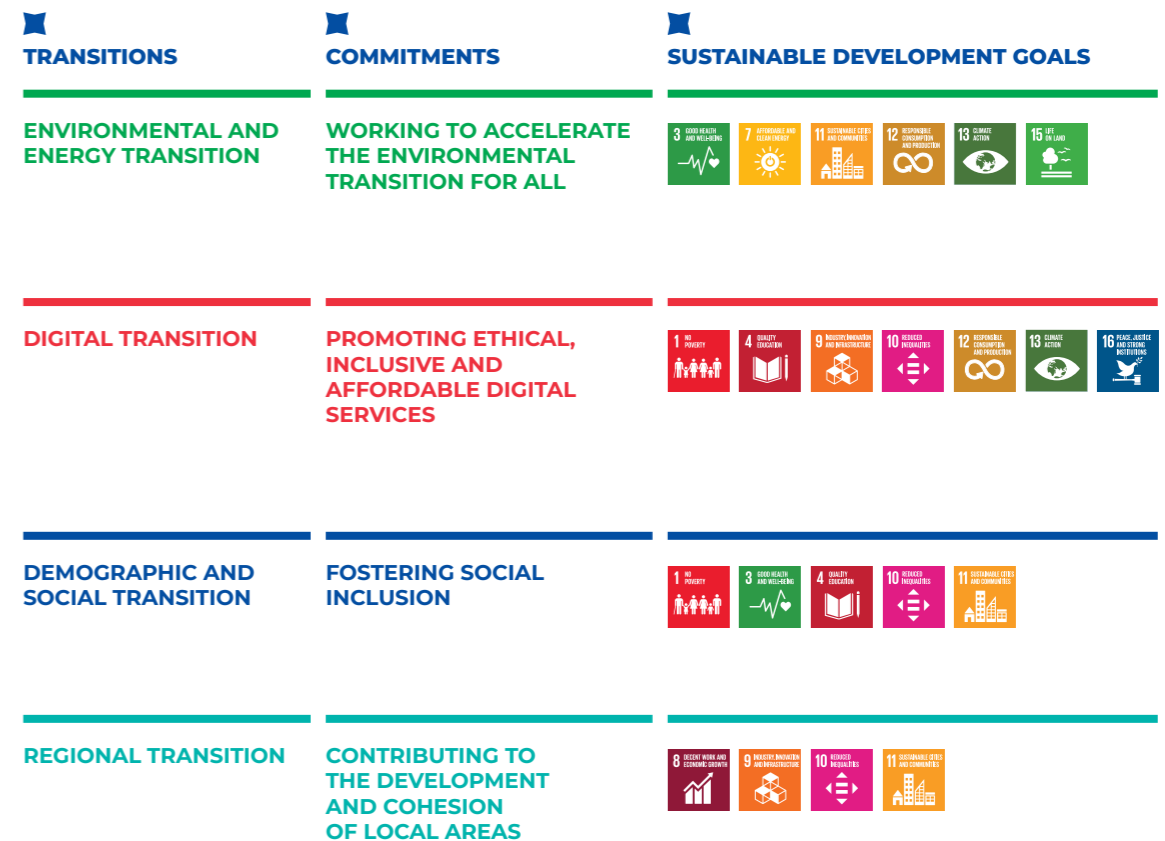 TRANSITIONS
COMMITMENTS
SUSTAINABLE DEVELOPMENT GOALS
ENVIRONMENTAL AND
ENERGY TRANSITION
WORKING TO ACCELERATE
THE ENVIRONMENTAL
TRANSITION FOR ALL
3 GOOD HEALTH
AND WELL-BEING
7 AFFORDABLE AND
CLEAN ENERGY
11 SUSTAINABLE CITIES
AND COMMUNITIES
12 RESPONSIBLE
CONSUMPTION
AND PRODUCTION
13 CLIMATE
ACTION
15 LIFE
ON LAND
DIGITAL TRANSITION
PROMOTING ETHICAL,
INCLUSIVE AND
AFFORDABLE DIGITAL
SERVICES
1 NO
POVERTY
4 QUALITY
EDUCATION
9 INDUSTRY, INNOVATION
AND INFRASTRUCTURE
10 REDUCED
INEQUALITIES
12 RESPONSIBLE
CONSUMPTION
AND PRODUCTION
13 CLIMATE
ACTION
16 PEACE, JUSTICE
AND STRONG
INSTITUTIONS
DEMOGRAPHIC AND
SOCIAL TRANSITION
FOSTERING SOCIAL
INCLUSION
1 NO
POVERTY
3 GOOD HEALTH
AND WELL-BEING
4 QUALITY
EDUCATION
10 REDUCED
INEQUALITIES
11 SUSTAINABLE CITIES
AND COMMUNITIES
REGIONAL TRANSITION
CONTRIBUTING TO
THE DEVELOPMENT
AND COHESION
OF LOCAL AREAS
8 DECENT WORK AND
ECONOMIC GROWTH
9 INDUSTRY, INNOVATION
AND INFRASTRUCTURE
10 REDUCED
INEQUALITIES
11 SUSTAINABLE CITIES
AND COMMUNITIES